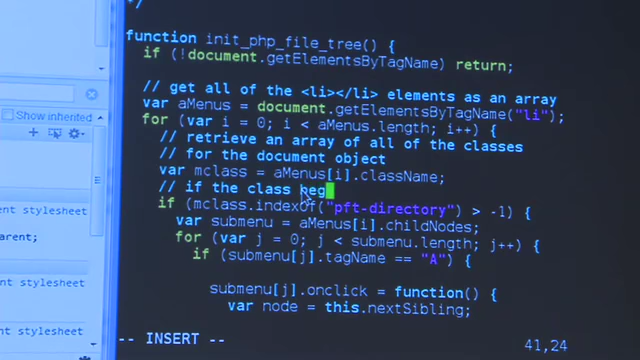 */
function init_php_file_tree() {
if (!document.getElementsByTagName) return;
// get all of the <li></li> elements as an array
var aMenus = document.getElementsByTagName("li");
for (var i = 0; i < aMenus.length; i++) {
// retrieve an array of all of the classes
// for the document object
var mclass = aMenus[i].className;
// if the class beg
if (mclass.indexOf("pft-directory") > -1) {
var submenu = aMenus[i].childNodes;
for (var j = 0; j < submenu.length; j++) {
if (submenu[j].tagName == "A") {
submenu[j].onclick = function() {
var node = this.nextSibling;
-- INSERT --
41,24
Show inherited
ent stylesheet
arent;
ent stylesheet
ent stylesheet
stylesheet